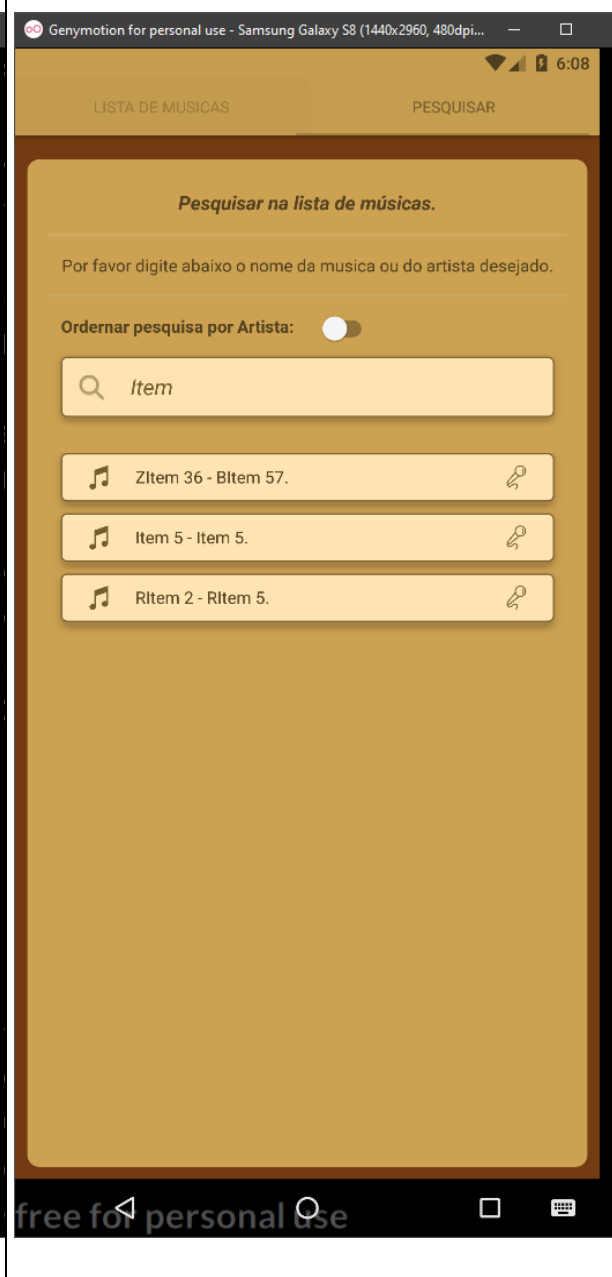 Genymotion for personal use - Samsung Galaxy S8 (1440x2960, 480dpi...
6:08
LISTA DE MUSICAS PESQUISAR
Pesquisar na lista de músicas.
Por favor digite abaixo o nome da musica ou do artista desejado.
Ordernar pesquisa por Artista:
Item
ZItem 36 - BItem 57.
Item 5 - Item 5.
RItem 2 - RItem 5.
free for personal use